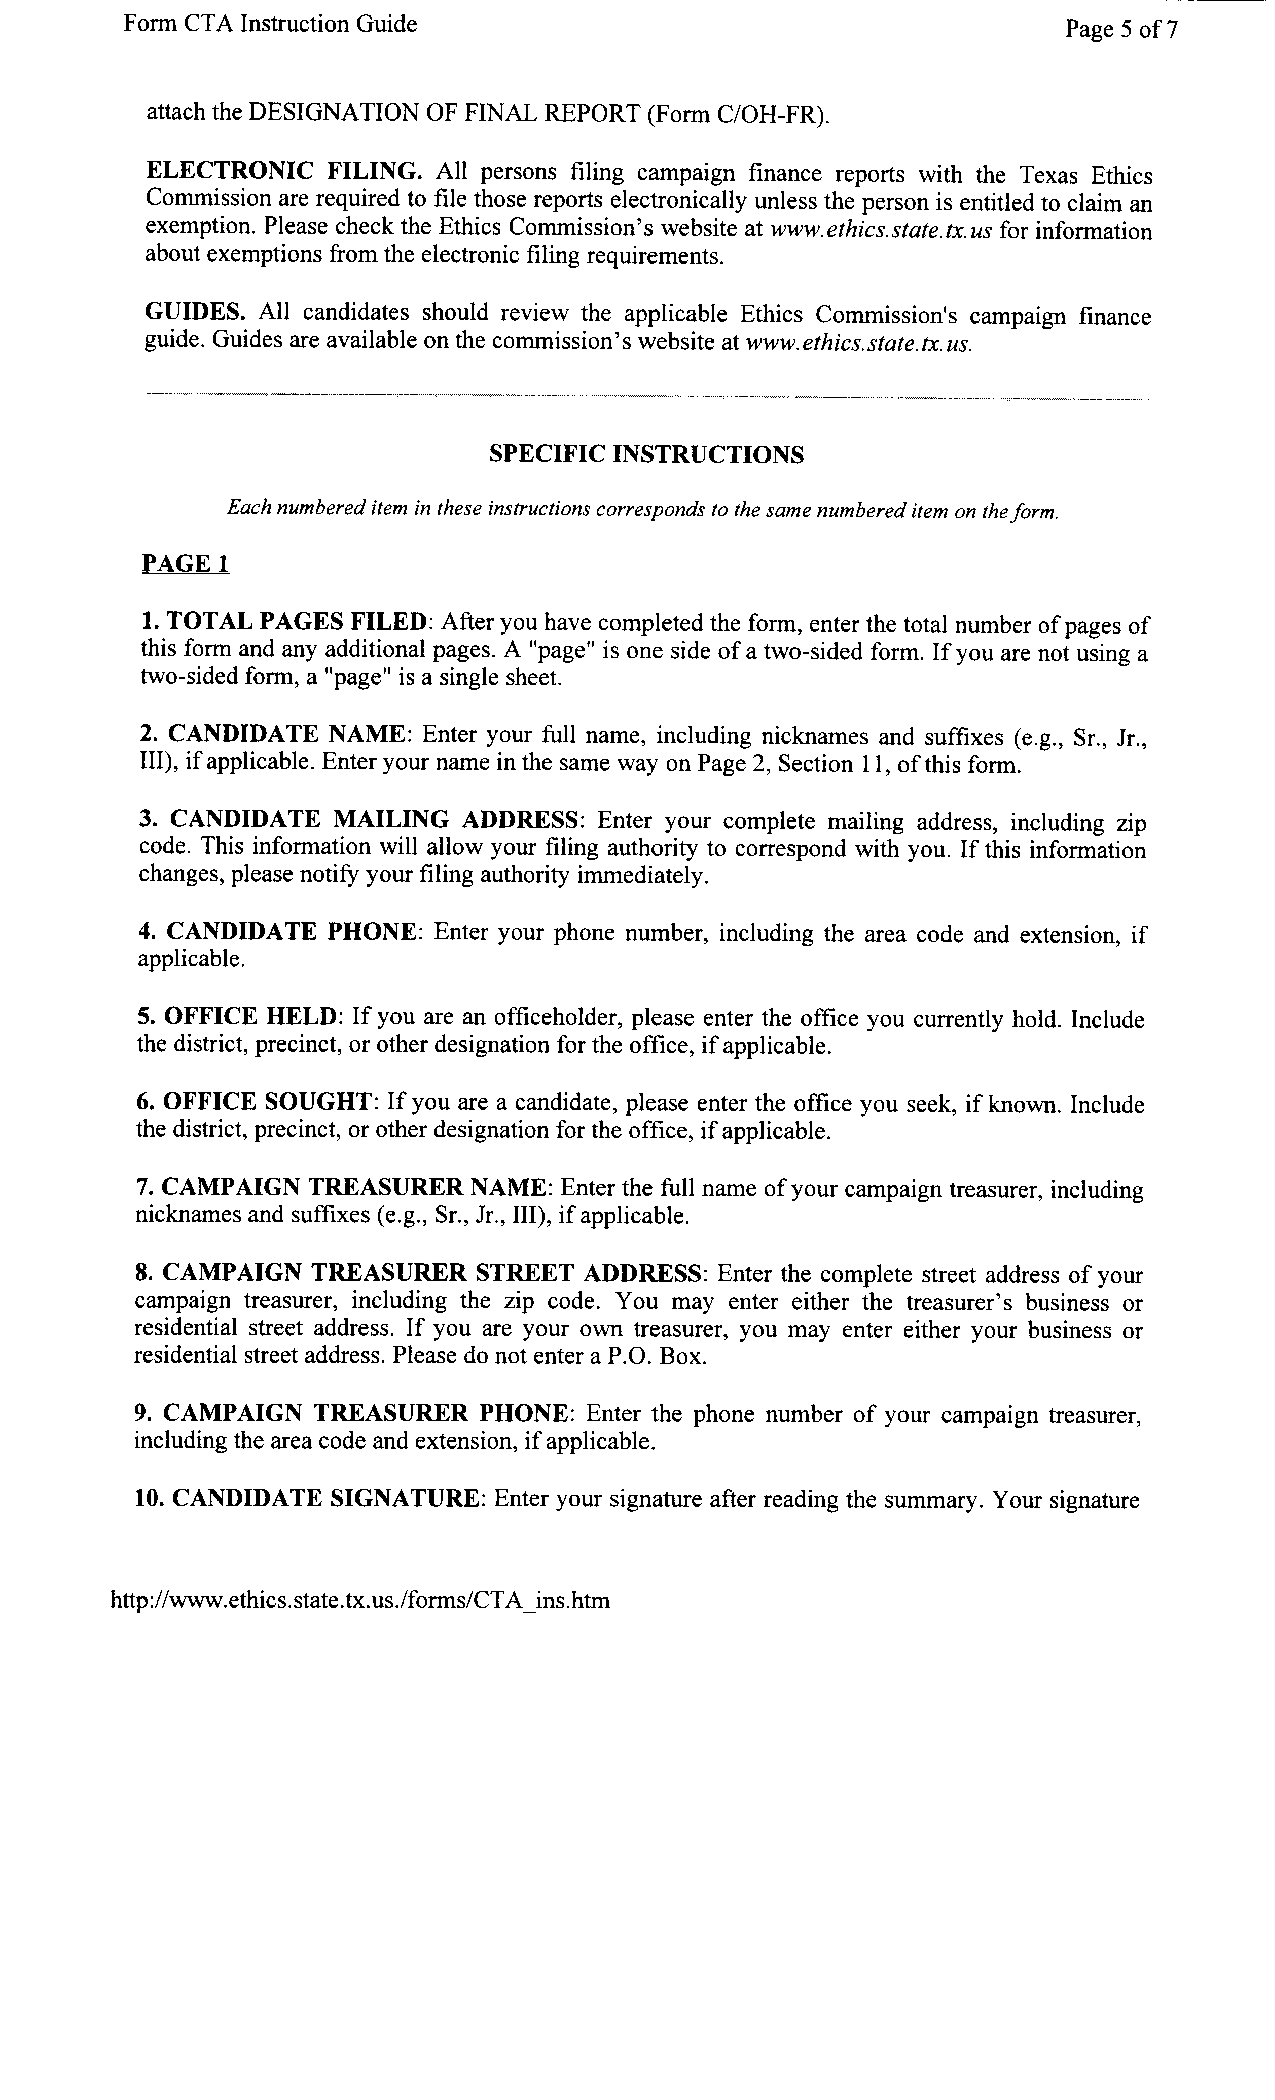 Form CTA Instruction Guide
Page 5 of 7
attach the DESIGNATION OF FINAL REPORT (Form C/OH-FR).
ELECTRONIC FILING. All persons filing campaign finance reports with the Texas Ethics
Commission are required to file those reports electronically unless the person is entitled to claim an
exemption. Please check the Ethics Commission's website at www.ethics.state.tx.us for information
about exemptions from the electronic filing requirements.
GUIDES. All candidates should review the applicable Ethics Commission's campaign finance
guide. Guides are available on the commission's website at www.ethics.state.tx.us.
SPECIFIC INSTRUCTIONS
Each numbered item in these instructions corresponds to the same numbered item on the form.
PAGE 1
1. TOTAL PAGES FILED: After you have completed the form, enter the total number of pages of
this form and any additional pages. A "page" is one side of a two-sided form. If you are not using a
two-sided form, a "page" is a single sheet.
2. CANDIDATE NAME: Enter your full name, including nicknames and suffixes (e.g., Sr., Jr.,
III), if applicable. Enter your name in the same way on Page 2, Section 11, of this form.
3. CANDIDATE MAILING ADDRESS: Enter your complete mailing address, including zip
code. This information will allow your filing authority to correspond with you. If this information
changes, please notify your filing authority immediately.
4. CANDIDATE PHONE: Enter your phone number, including the area code and extension, if
applicable.
5. OFFICE HELD: If you are an officeholder, please enter the office you currently hold. Include
the district, precinct, or other designation for the office, if applicable.
6. OFFICE SOUGHT: If you are a candidate, please enter the office you seek, if known. Include
the district, precinct, or other designation for the office, if applicable.
7. CAMPAIGN TREASURER NAME: Enter the full name of your campaign treasurer, including
nicknames and suffixes (e.g., Sr., Jr., III), if applicable.
8. CAMPAIGN TREASURER STREET ADDRESS: Enter the complete street address of your
campaign treasurer, including the zip code. You may enter either the treasurer's business or
residential street address. If you are your own treasurer, you may enter either your business or
residential street address. Please do not enter a P.O. Box.
9. CAMPAIGN TREASURER PHONE: Enter the phone number of your campaign treasurer,
including the area code and extension, if applicable.
10. CANDIDATE SIGNATURE: Enter your signature after reading the summary. Your signature
http://www.ethics.state.tx.us./forms/CTA_ins.htm